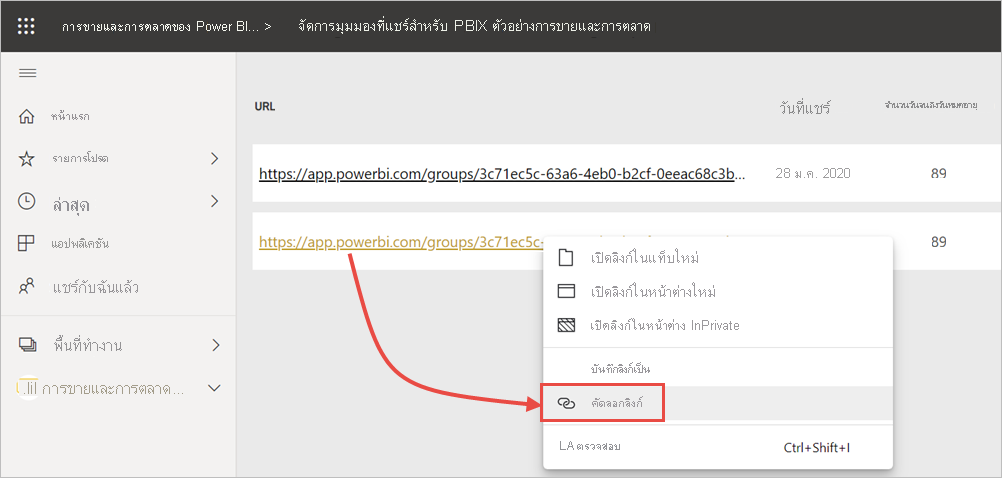 การขายและการตลาดของ Power BI... > จัดการมุมมองที่แชร์สำหรับ PBIX ตัวอย่างการขายและการตลาด
หน้าแรก
รายการโปรด
ล่าสุด
แอปพลิเคชัน
แชร์กับฉันแล้ว
พื้นที่ทำงาน
การขายและการตลาด...
URL วันที่แชร์ จำนวนวันจนถึงวันหมดอายุ
https://app.powerbi.com/groups/3c71ec5c-63a6-4eb0-b2cf-0eeac68c3b... 28 ม.ค. 2020 89
https://app.powerbi.com/groups/3c71ec5c- 89
เปิดลิงก์ในแท็บใหม่
เปิดลิงก์ในหน้าต่างใหม่
เปิดลิงก์ในหน้าต่าง InPrivate
บันทึกลิงก์เป็น
คัดลอกลิงก์
LA ตรวจสอบ Ctrl+Shift+I